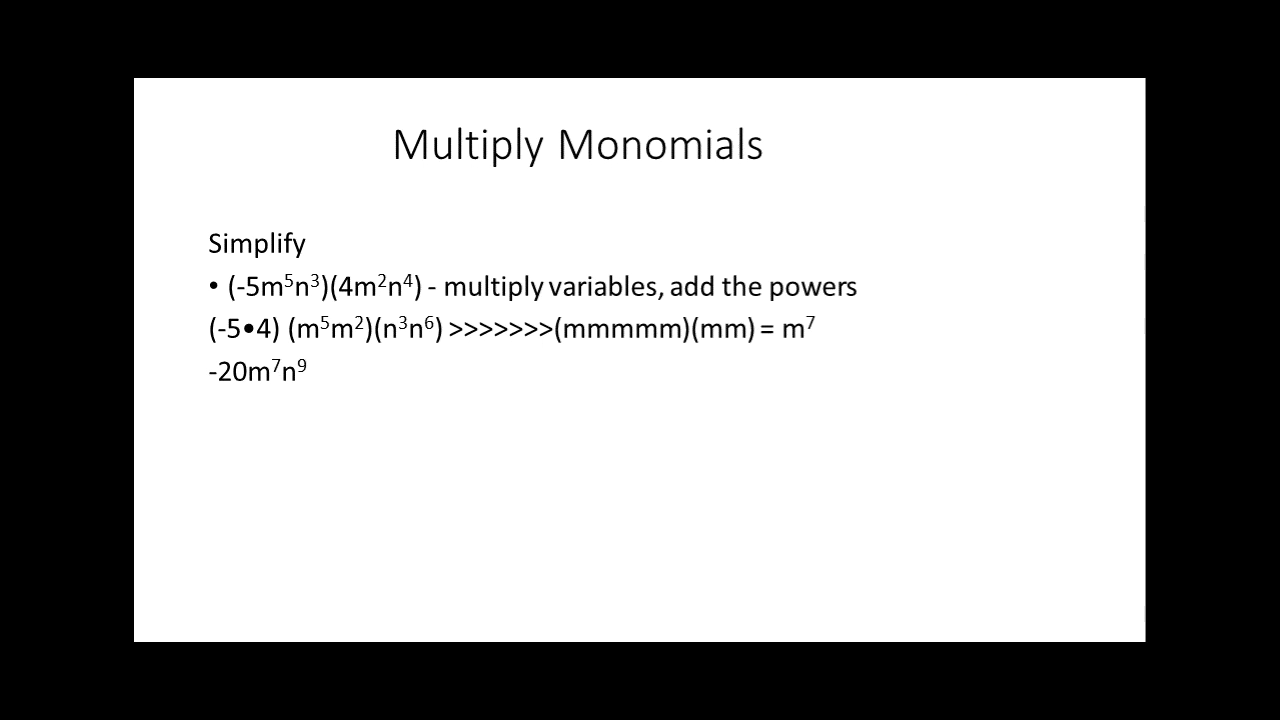 Multiply Monomials
Simplify
• (-5m⁵n³)(4m²n⁴) - multiply variables, add the powers
(-5•4) (m⁵m²)(n³n⁶) >>>>>>>(mmmmm)(mm) = m⁷
-20m⁷n⁹